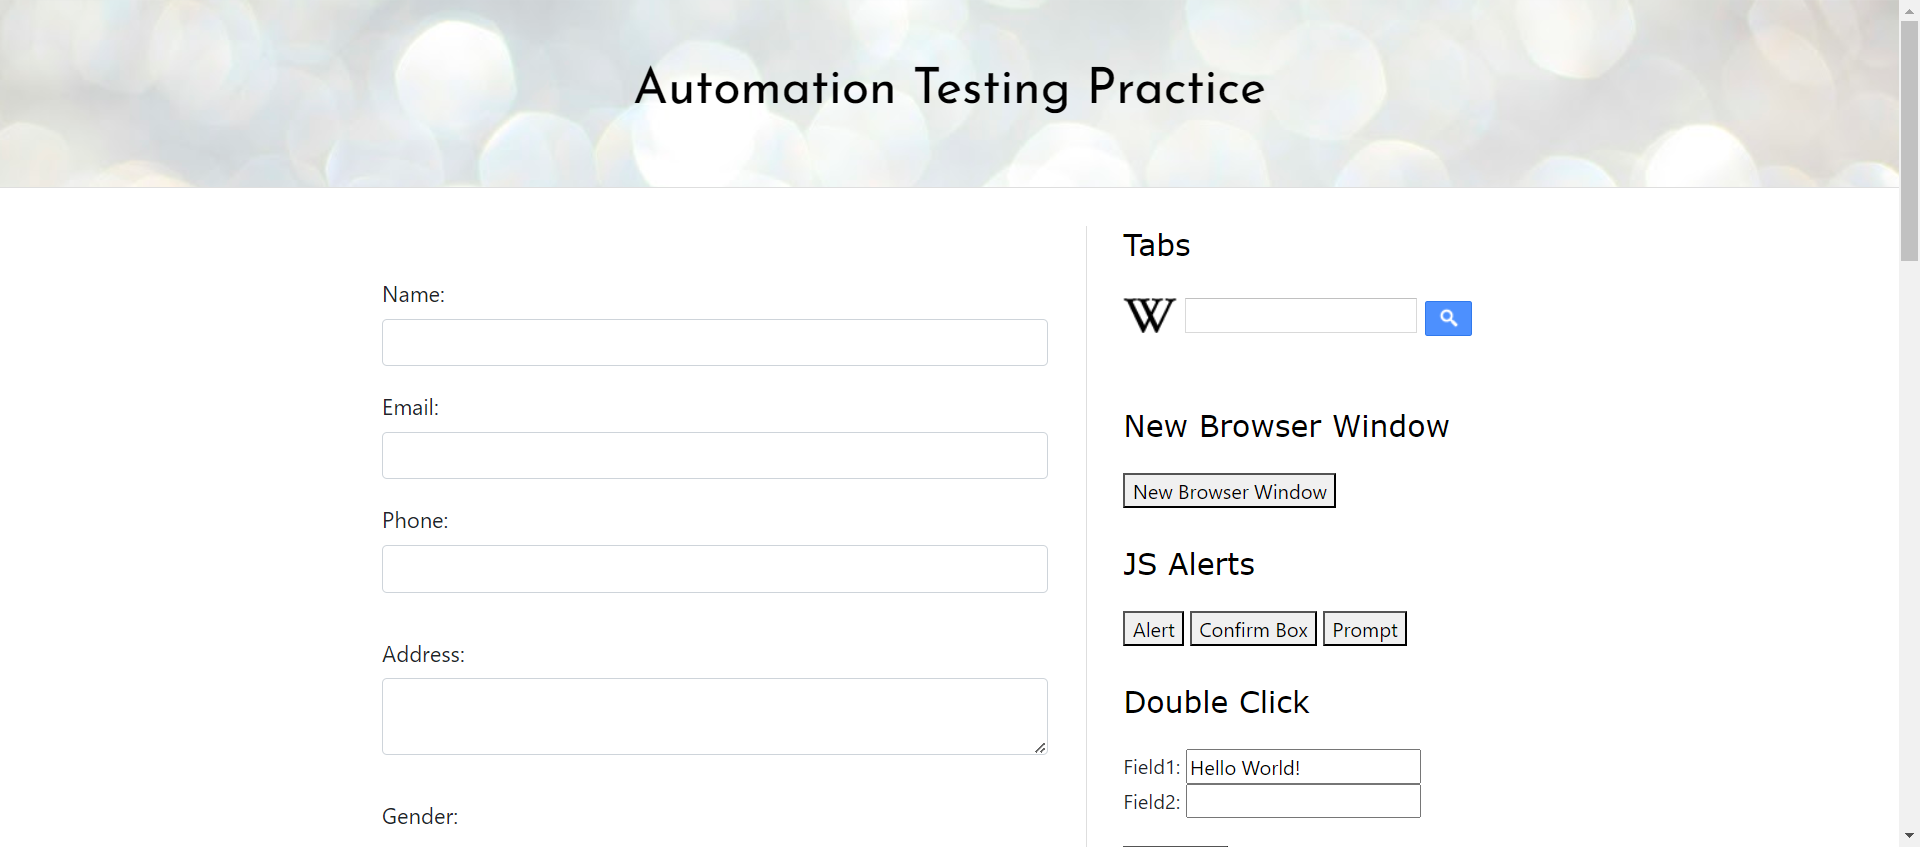 Automation Testing Practice
Name:
Email:
Phone:
Address:
Gender:
Tabs
W
New Browser Window
New Browser Window
JS Alerts
Alert Confirm Box Prompt
Double Click
Field1: Hello World!
Field2: